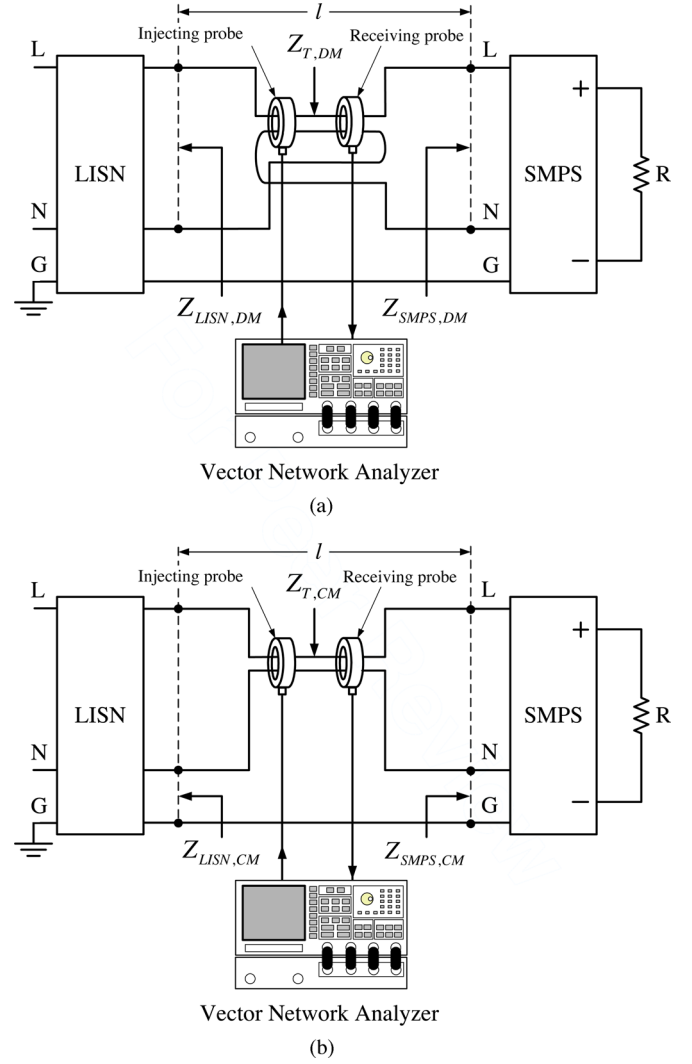 l
Injecting probe
Z_{T,DM}
Receiving probe
L
L
LISN
SMPS
+
R
N
N
G
G
−
Z_{LISN,DM}
Z_{SMPS,DM}
Vector Network Analyzer
(a)
l
Injecting probe
Z_{T,CM}
Receiving probe
L
L
LISN
SMPS
+
R
N
N
G
G
−
Z_{LISN,CM}
Z_{SMPS,CM}
Vector Network Analyzer
(b)